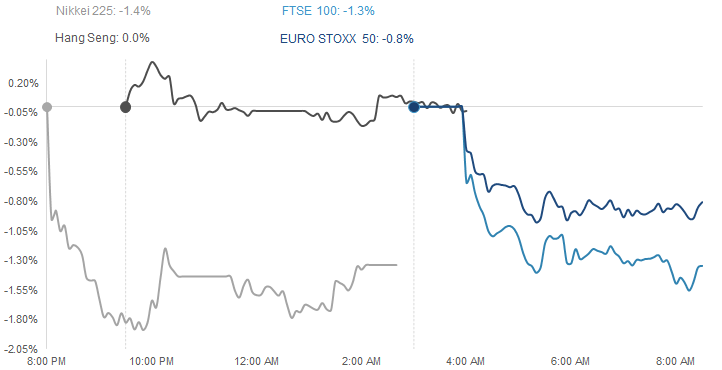 Nikkei 225: -1.4%
FTSE 100: -1.3%
Hang Seng: 0.0%
EURO STOXX 50: -0.8%
0.20%
-0.05%
-0.30%
-0.55%
-0.80%
-1.05%
-1.30%
-1.55%
-1.80%
-2.05%
8:00 PM
10:00 PM
12:00 AM
2:00 AM
4:00 AM
6:00 AM
8:00 AM